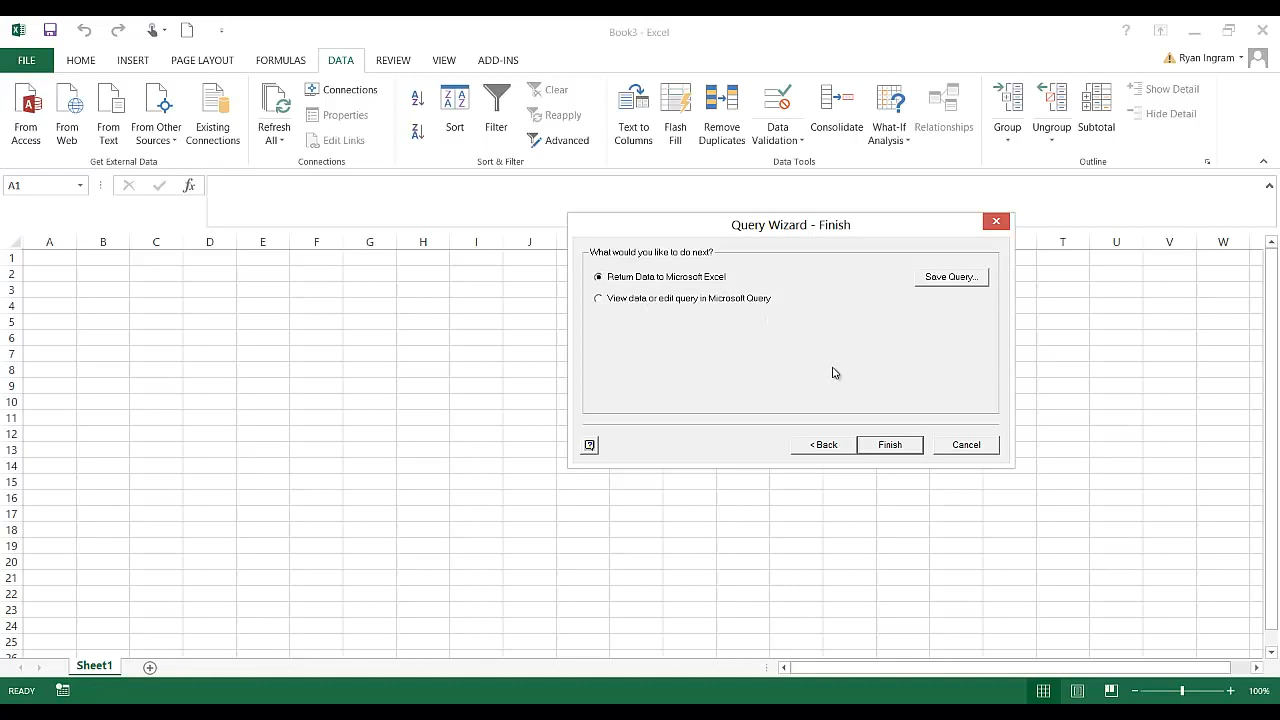 Book3 - Excel
FILE HOME INSERT PAGE LAYOUT FORMULAS DATA REVIEW VIEW ADD-INS Ryan Ingram
From Access
From Web
From Text
From Other Sources
Existing Connections
Get External Data
Refresh All
Connections
Properties
Edit Links
Connections
Sort
Filter
Clear
Reapply
Advanced
Sort & Filter
Text to Columns
Flash Fill
Remove Duplicates
Data Validation
Consolidate
What-If Analysis
Relationships
Data Tools
Group
Ungroup
Subtotal
Show Detail
Hide Detail
Outline
A1
fx
A B C D E F G H I J T U V W
1
2
3
4
5
6
7
8
9
10
11
12
13
14
15
16
17
18
19
20
21
22
23
24
25
Query Wizard - Finish
What would you like to do next?
Return Data to Microsoft Excel
Save Query...
View data or edit query in Microsoft Query
< Back
Finish
Cancel
Sheet1
READY
100%